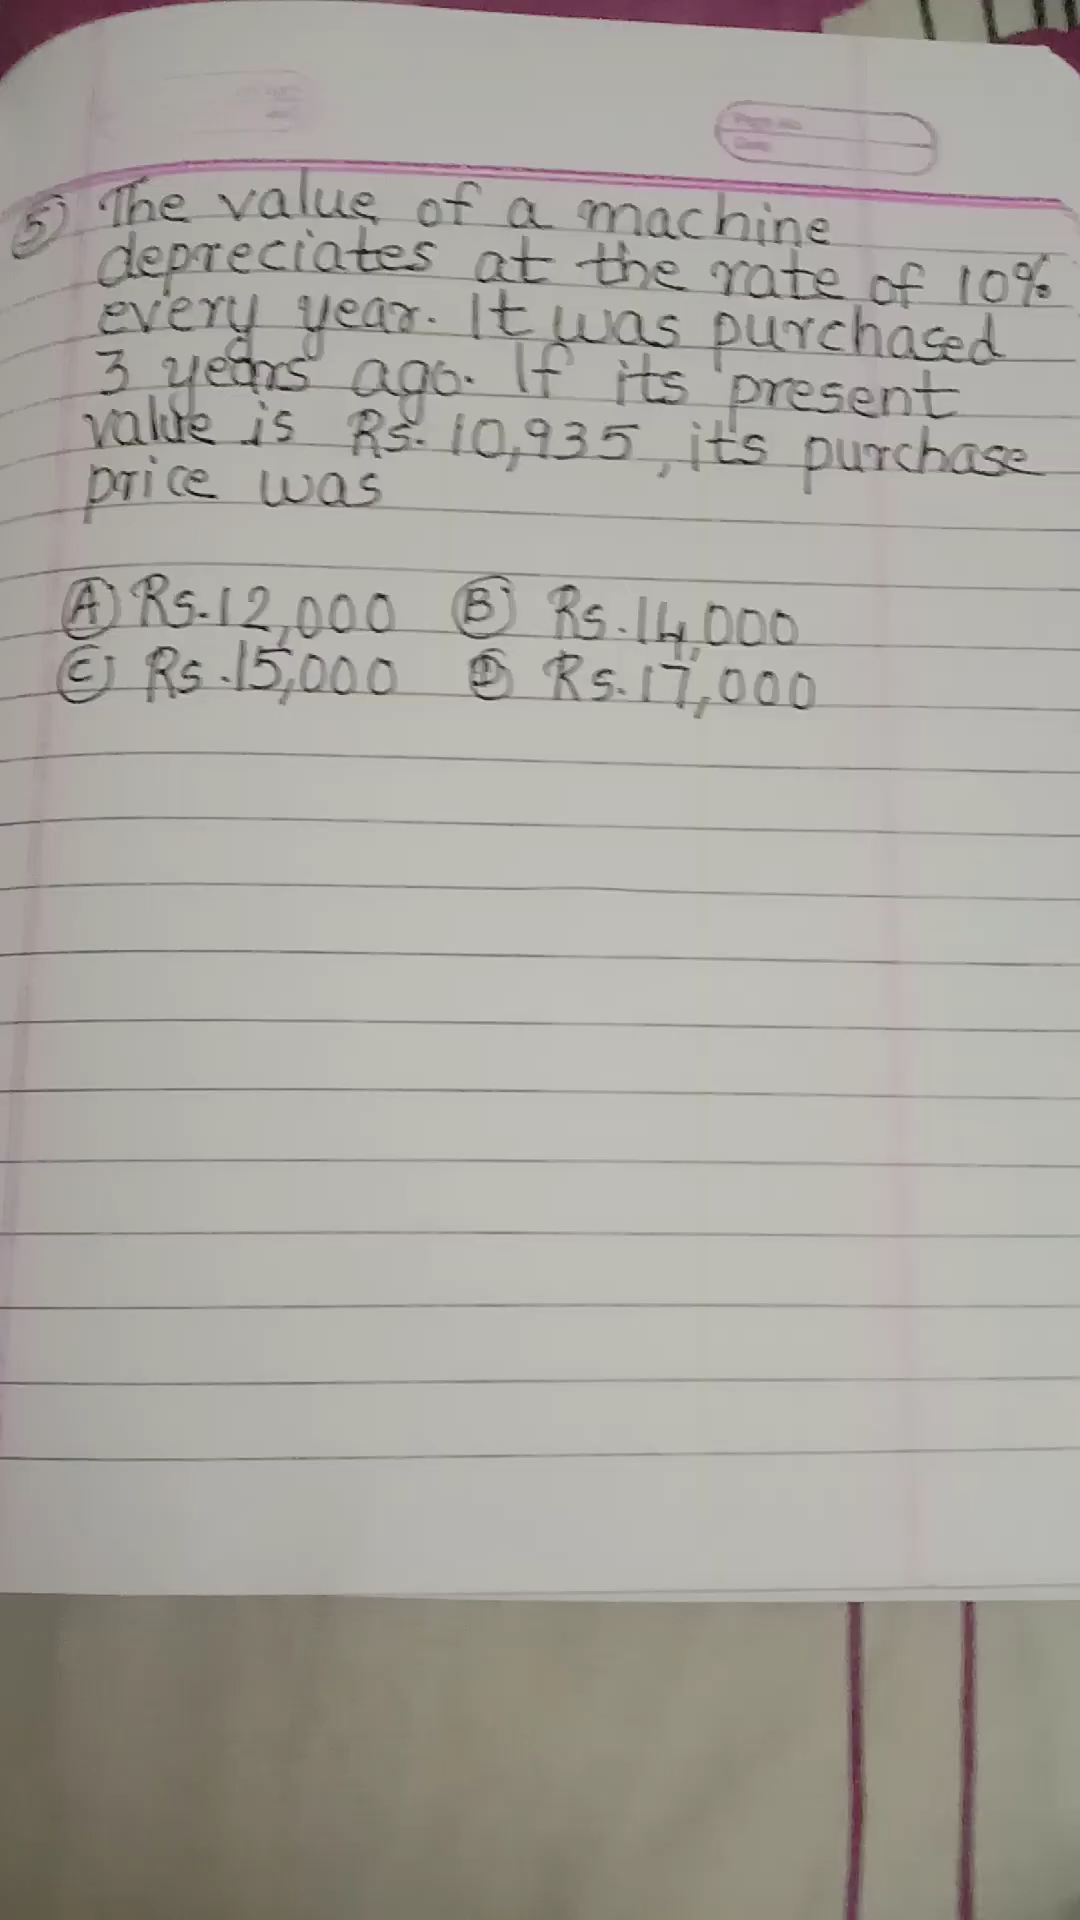 5) The value of a machine
depreciates at the rate of 10%
every year. It was purchased
3 years ago. If its present
value is Rs. 10,935, its purchase
price was
(A) Rs.12,000 (B) Rs.14,000
(C) Rs.15,000 (D) Rs.17,000